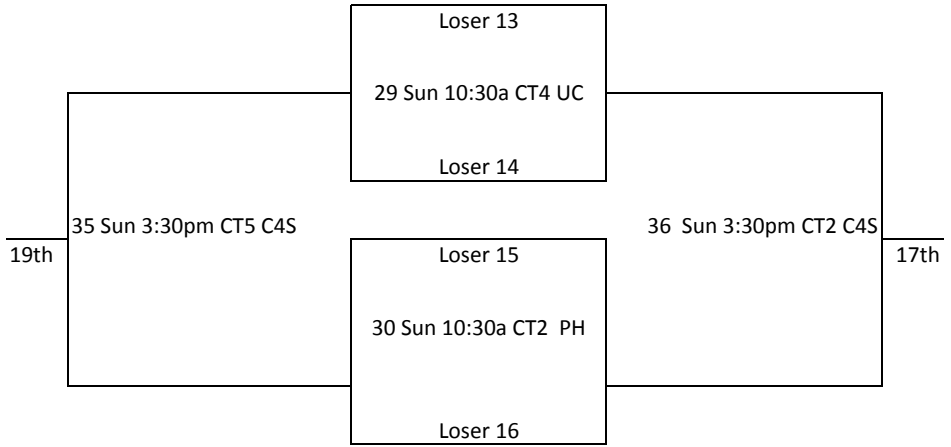 Loser 13
29 Sun 10:30a CT4 UC
Loser 14
35 Sun 3:30pm CT5 C4S
36 Sun 3:30pm CT2 C4S
19th
Loser 15
17th
30 Sun 10:30a CT2 PH
Loser 16